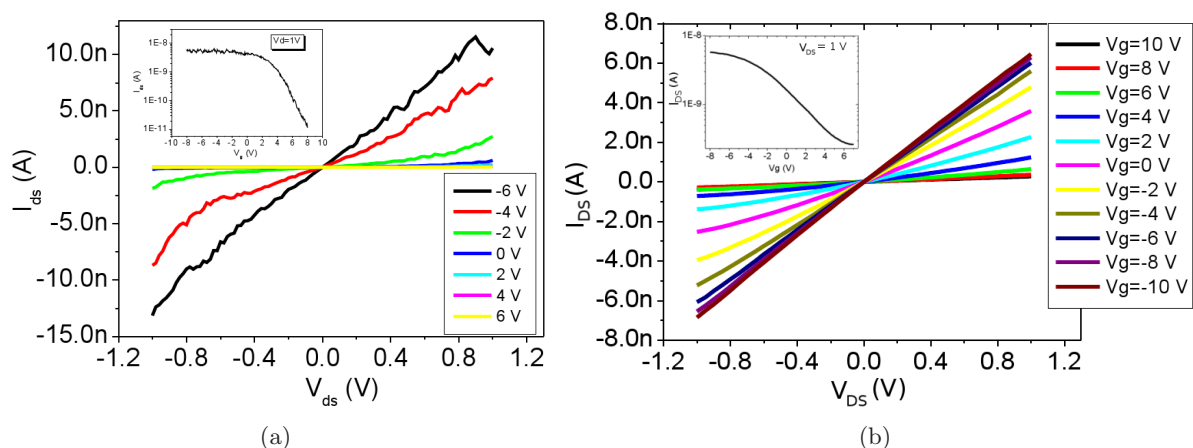 10.0n
5.0n
0.0
-5.0n
-10.0n
-15.0n
I_ds (A)
-1.2 -0.8 -0.4 0.0 0.4 0.8 1.2
V_ds (V)
Vd=1V
1E-8
1E-9
1E-10
1E-11
I_ds (A)
-10 -8 -6 -4 -2 0 2 4 6 8 10
V_g (V)
-6 V
-4 V
-2 V
0 V
2 V
4 V
6 V
(a)
8.0n
6.0n
4.0n
2.0n
0.0
-2.0n
-4.0n
-6.0n
-8.0n
I_DS (A)
-1.2 -0.8 -0.4 0.0 0.4 0.8 1.2
V_DS (V)
V_DS = 1 V
1E-8
1E-9
I_DS (A)
-8 -6 -4 -2 0 2 4 6
Vg (V)
Vg=10 V
Vg=8 V
Vg=6 V
Vg=4 V
Vg=2 V
Vg=0 V
Vg=-2 V
Vg=-4 V
Vg=-6 V
Vg=-8 V
Vg=-10 V
(b)